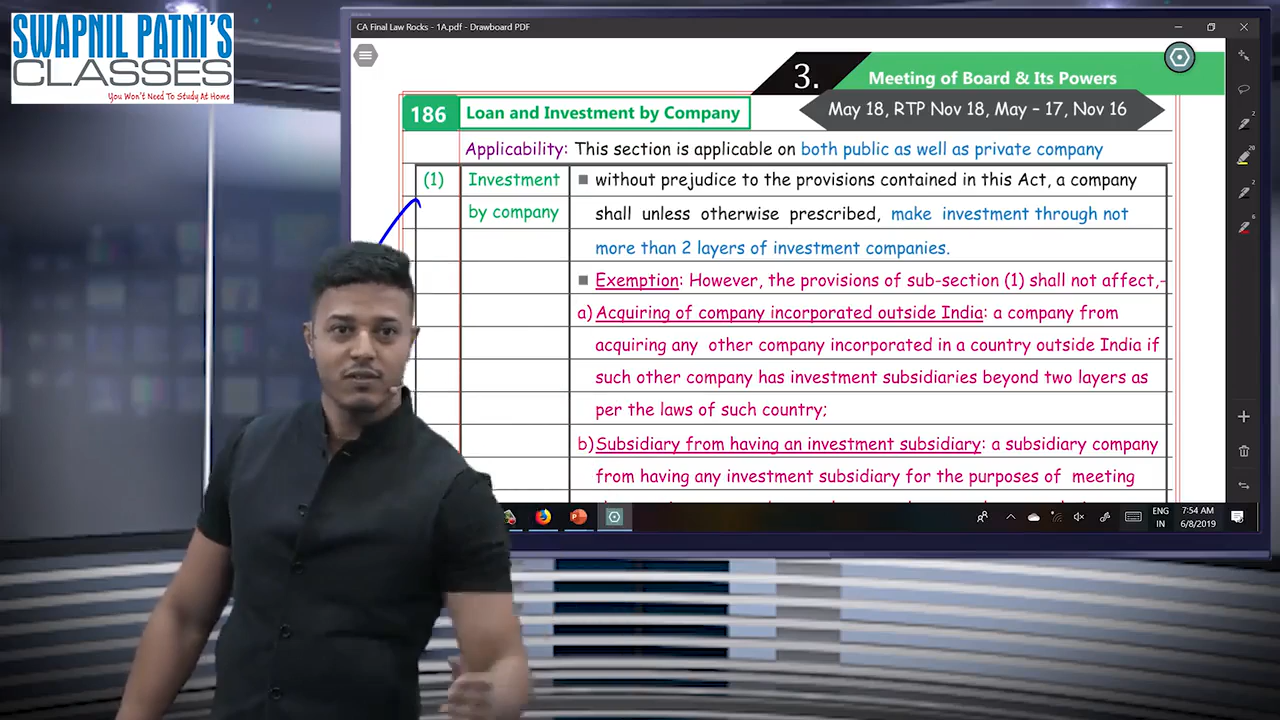 SWAPNIL PATNI'S
CLASSES
You Won't Need To Study At Home
CA Final Law Rocks - 1A.pdf - Drawboard PDF
3.
Meeting of Board & Its Powers
May 18, RTP Nov 18, May – 17, Nov 16
186 Loan and Investment by Company
Applicability: This section is applicable on both public as well as private company
(1) Investment ■ without prejudice to the provisions contained in this Act, a company
by company shall unless otherwise prescribed, make investment through not
more than 2 layers of investment companies.
■ Exemption: However, the provisions of sub-section (1) shall not affect,-
a) Acquiring of company incorporated outside India: a company from
acquiring any other company incorporated in a country outside India if
such other company has investment subsidiaries beyond two layers as
per the laws of such country;
b) Subsidiary from having an investment subsidiary: a subsidiary company
from having any investment subsidiary for the purposes of meeting
ENG
IN
7:54 AM
6/8/2019